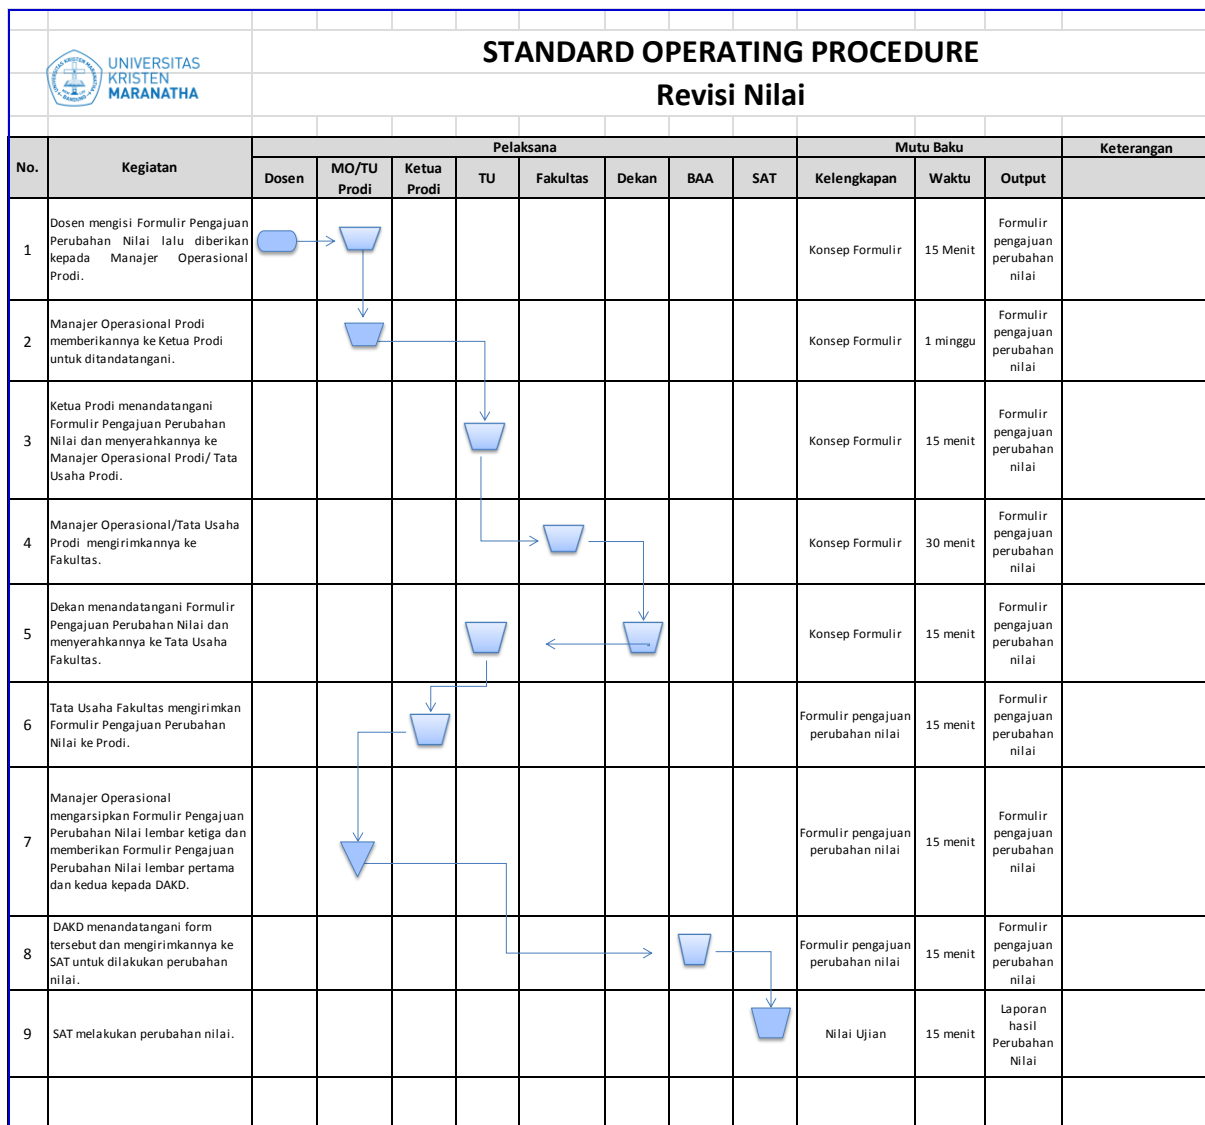 UNIVERSITAS
KRISTEN
MARANATHA
STANDARD OPERATING PROCEDURE
Revisi Nilai
No.
Kegiatan
Pelaksana
Mutu Baku
Keterangan
Dosen
MO/TU
Prodi
Ketua
Prodi
TU
Fakultas
Dekan
BAA
SAT
Kelengkapan
Waktu
Output
1
Dosen mengisi Formulir Pengajuan
Perubahan Nilai lalu diberikan
kepada Manajer Operasional
Prodi.
Konsep Formulir
15 Menit
Formulir
pengajuan
perubahan
nilai
2
Manajer Operasional Prodi
memberikannya ke Ketua Prodi
untuk ditandatangani.
Konsep Formulir
1 minggu
Formulir
pengajuan
perubahan
nilai
3
Ketua Prodi menandatangani
Formulir Pengajuan Perubahan
Nilai dan menyerahkannya ke
Manajer Operasional Prodi/ Tata
Usaha Prodi.
Konsep Formulir
15 menit
Formulir
pengajuan
perubahan
nilai
4
Manajer Operasional/Tata Usaha
Prodi mengirimkannya ke
Fakultas.
Konsep Formulir
30 menit
Formulir
pengajuan
perubahan
nilai
5
Dekan menandatangani Formulir
Pengajuan Perubahan Nilai dan
menyerahkannya ke Tata Usaha
Fakultas.
Konsep Formulir
15 menit
Formulir
pengajuan
perubahan
nilai
6
Tata Usaha Fakultas mengirimkan
Formulir Pengajuan Perubahan
Nilai ke Prodi.
Formulir pengajuan
perubahan nilai
15 menit
Formulir
pengajuan
perubahan
nilai
7
Manajer Operasional
mengarsipkan Formulir Pengajuan
Perubahan Nilai lembar ketiga dan
memberikan Formulir Pengajuan
Perubahan Nilai lembar pertama
dan kedua kepada DAKD.
Formulir pengajuan
perubahan nilai
15 menit
Formulir
pengajuan
perubahan
nilai
8
DAKD menandatangani form
tersebut dan mengirimkannya ke
SAT untuk dilakukan perubahan
nilai.
Formulir pengajuan
perubahan nilai
15 menit
Formulir
pengajuan
perubahan
nilai
9
SAT melakukan perubahan nilai.
Nilai Ujian
15 menit
Laporan
hasil
Perubahan
Nilai